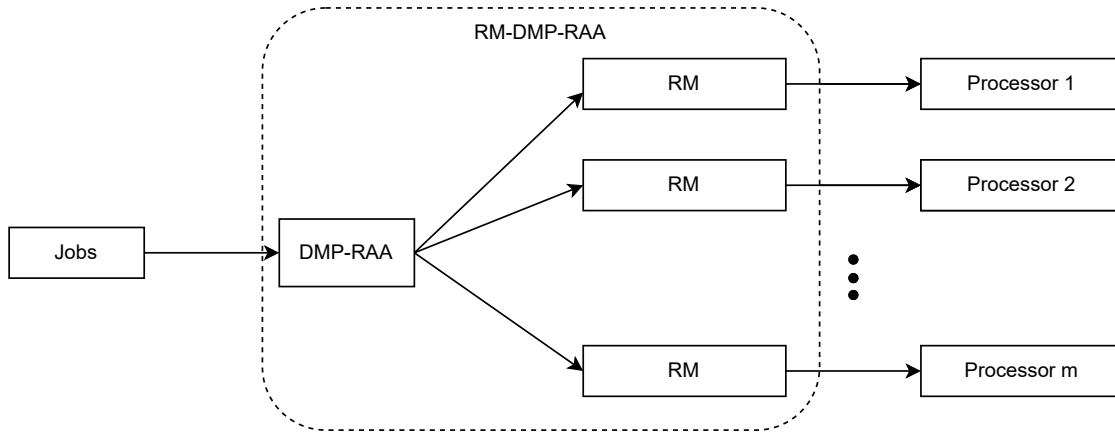 RM-DMP-RAA
RM
Processor 1
RM
Processor 2
Jobs
DMP-RAA
RM
Processor m